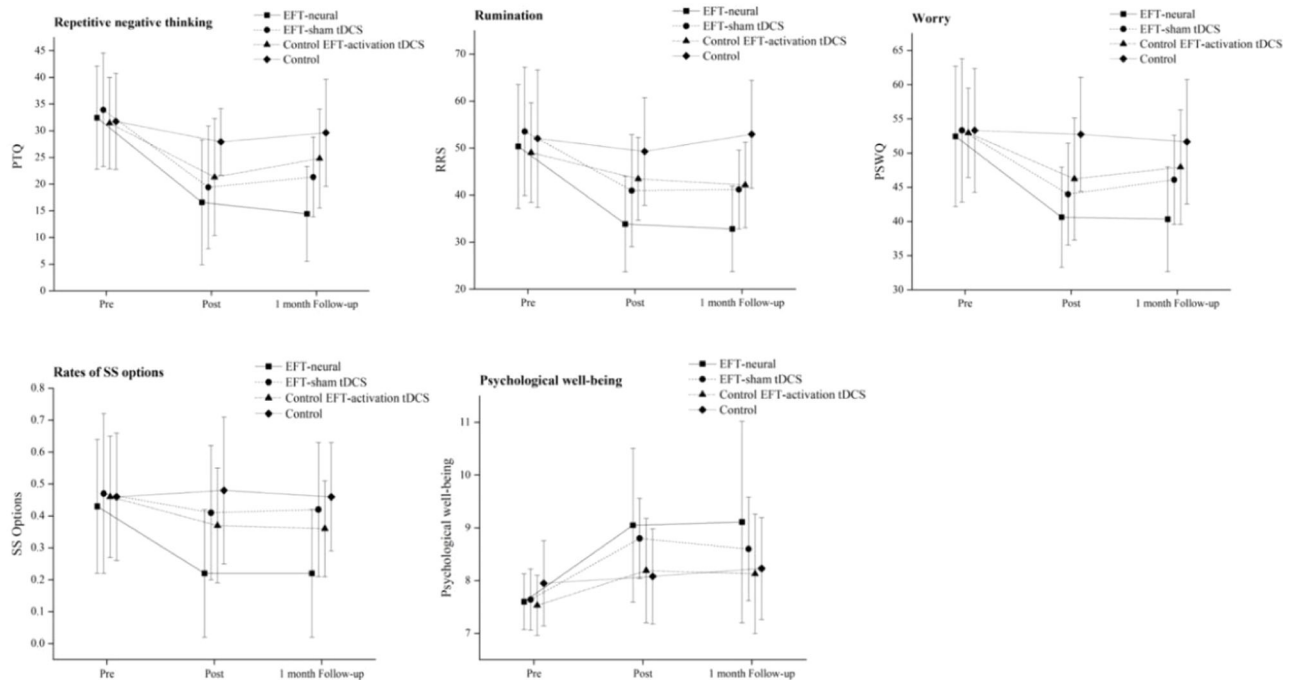 Repetitive negative thinking
EFT-neural
EFT-sham tDCS
Control EFT-activation tDCS
Control
45
40
35
30
25
20
15
10
5
0
PTQ
Pre
Post
1 month Follow-up
Rumination
EFT-neural
EFT-sham tDCS
Control EFT-activation tDCS
Control
70
60
50
40
30
20
RRS
Pre
Post
1 month Follow-up
Worry
EFT-neural
EFT-sham tDCS
Control EFT-activation tDCS
Control
65
60
55
50
45
40
35
30
PSWQ
Pre
Post
1 month Follow-up
Rates of SS options
EFT-neural
EFT-sham tDCS
Control EFT-activation tDCS
Control
0.8
0.7
0.6
0.5
0.4
0.3
0.2
0.1
0.0
SS Options
Pre
Post
1 month Follow-up
Psychological well-being
EFT-neural
EFT-sham tDCS
Control EFT-activation tDCS
Control
11
10
9
8
7
Psychological well-being
Pre
Post
1 month Follow-up